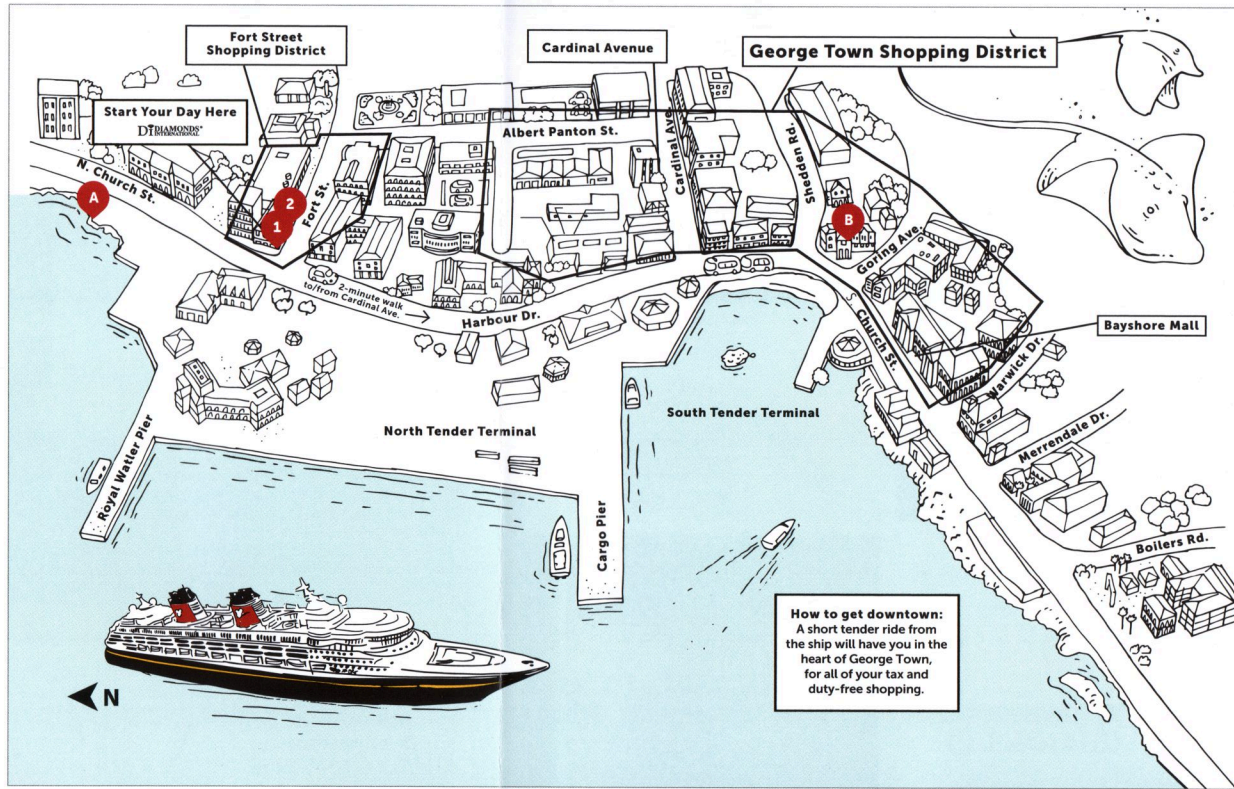 Fort Street
Shopping District
Cardinal Avenue
George Town Shopping District
Start Your Day Here
DIAMONDS
INTERNATIONAL
Albert Panton St.
Cardinal Ave.
Shedden Rd.
N. Church St.
A
2
1
Fort St.
B
Goring Ave.
2-minute walk
to/from Cardinal Ave.
Harbour Dr.
S. Church St.
Bayshore Mall
Warwick Dr.
Merrendale Dr.
North Tender Terminal
South Tender Terminal
Royal Watler Pier
Cargo Pier
Boilers Rd.
How to get downtown:
A short tender ride from
the ship will have you in the
heart of George Town,
for all of your tax and
duty-free shopping.
N